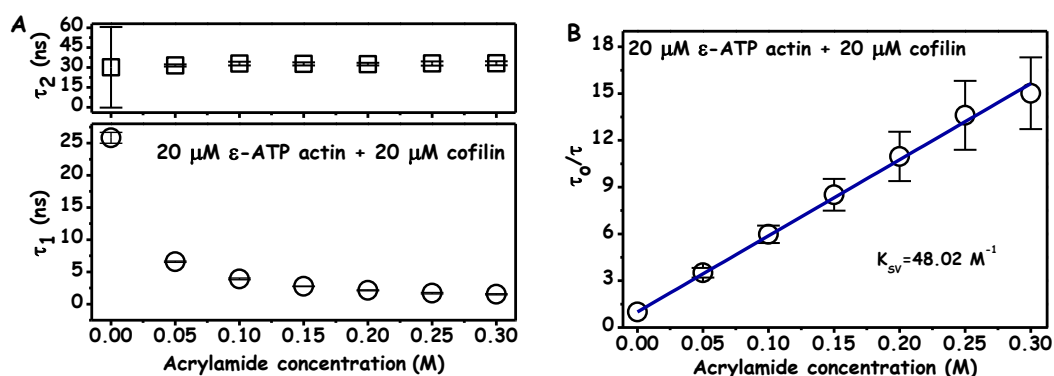 A
τ2 (ns)
60
45
30
15
0
20 μM ε-ATP actin + 20 μM cofilin
τ1 (ns)
25
20
15
10
5
0
0.00 0.05 0.10 0.15 0.20 0.25 0.30
Acrylamide concentration (M)
B
20 μM ε-ATP actin + 20 μM cofilin
τo/τ
18
15
12
9
6
3
0
Ksv=48.02 M-1
0.00 0.05 0.10 0.15 0.20 0.25 0.30
Acrylamide concentration (M)